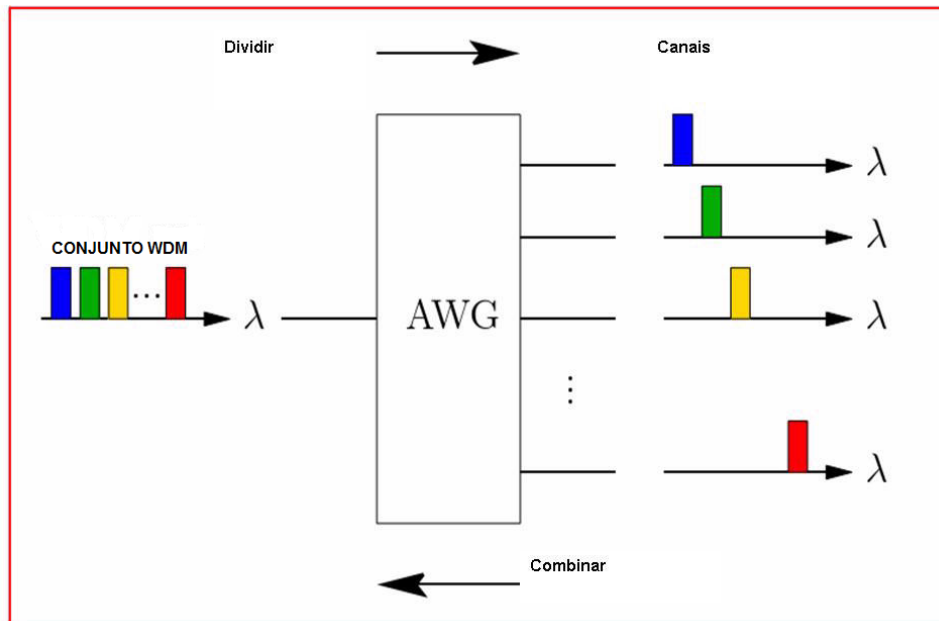 Dividir
Canais
λ
λ
CONJUNTO WDM
... λ
AWG
λ
⋮
λ
Combinar